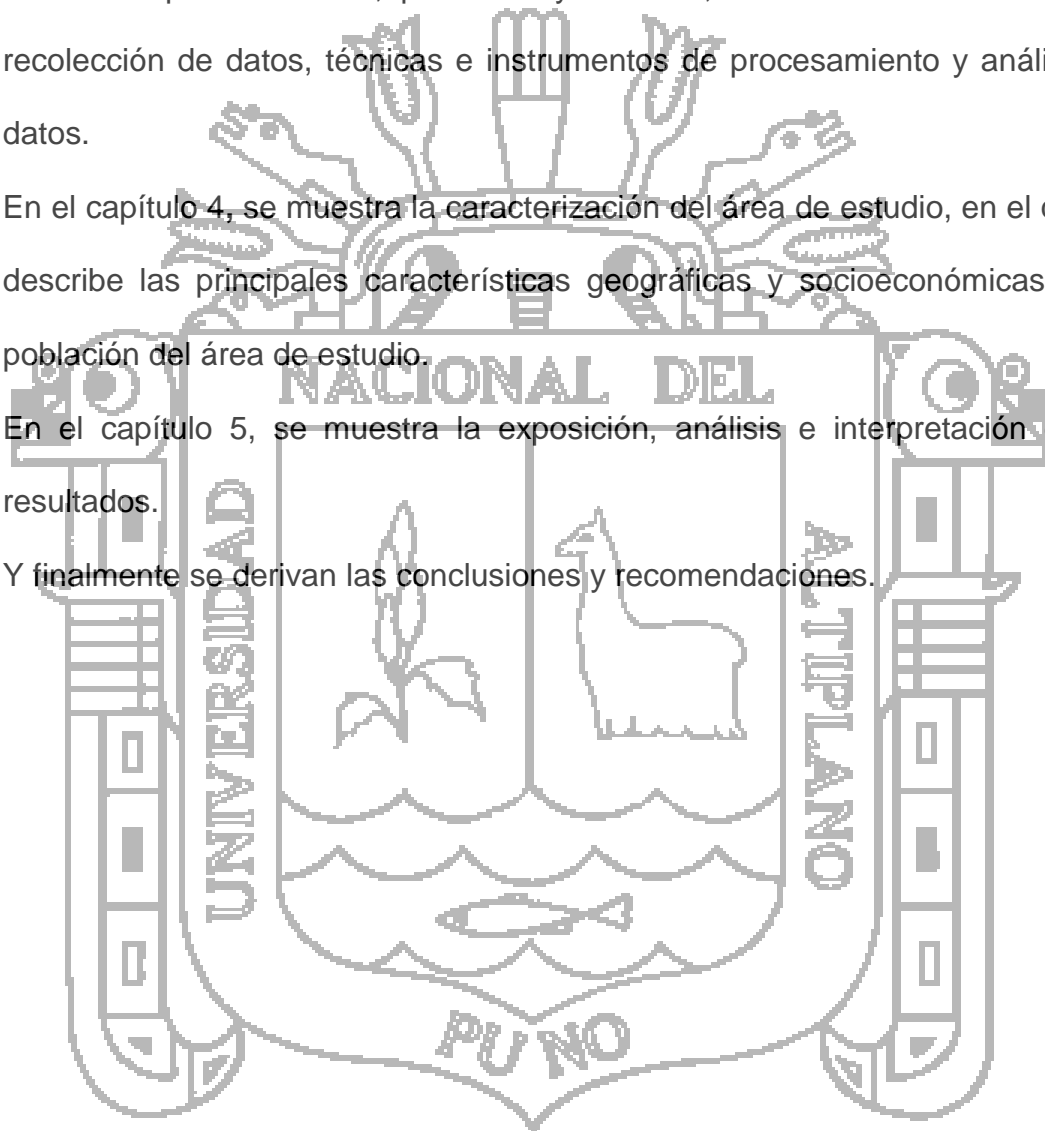 recolección de datos, técnicas e instrumentos de procesamiento y
datos.
En el capítulo 4, se muestra la caracterización del área de estudio, en el
describe las principales características geográficas y socioeconómicas
población del área de estudio.
NACIONAL DEL
En el capítulo 5, se muestra la exposición, análisis e interpretación
resultados.
Y finalmente se derivan las conclusiones y recomendaciones.
UNIVERSIDAD
ALTIPLANO
PUNO